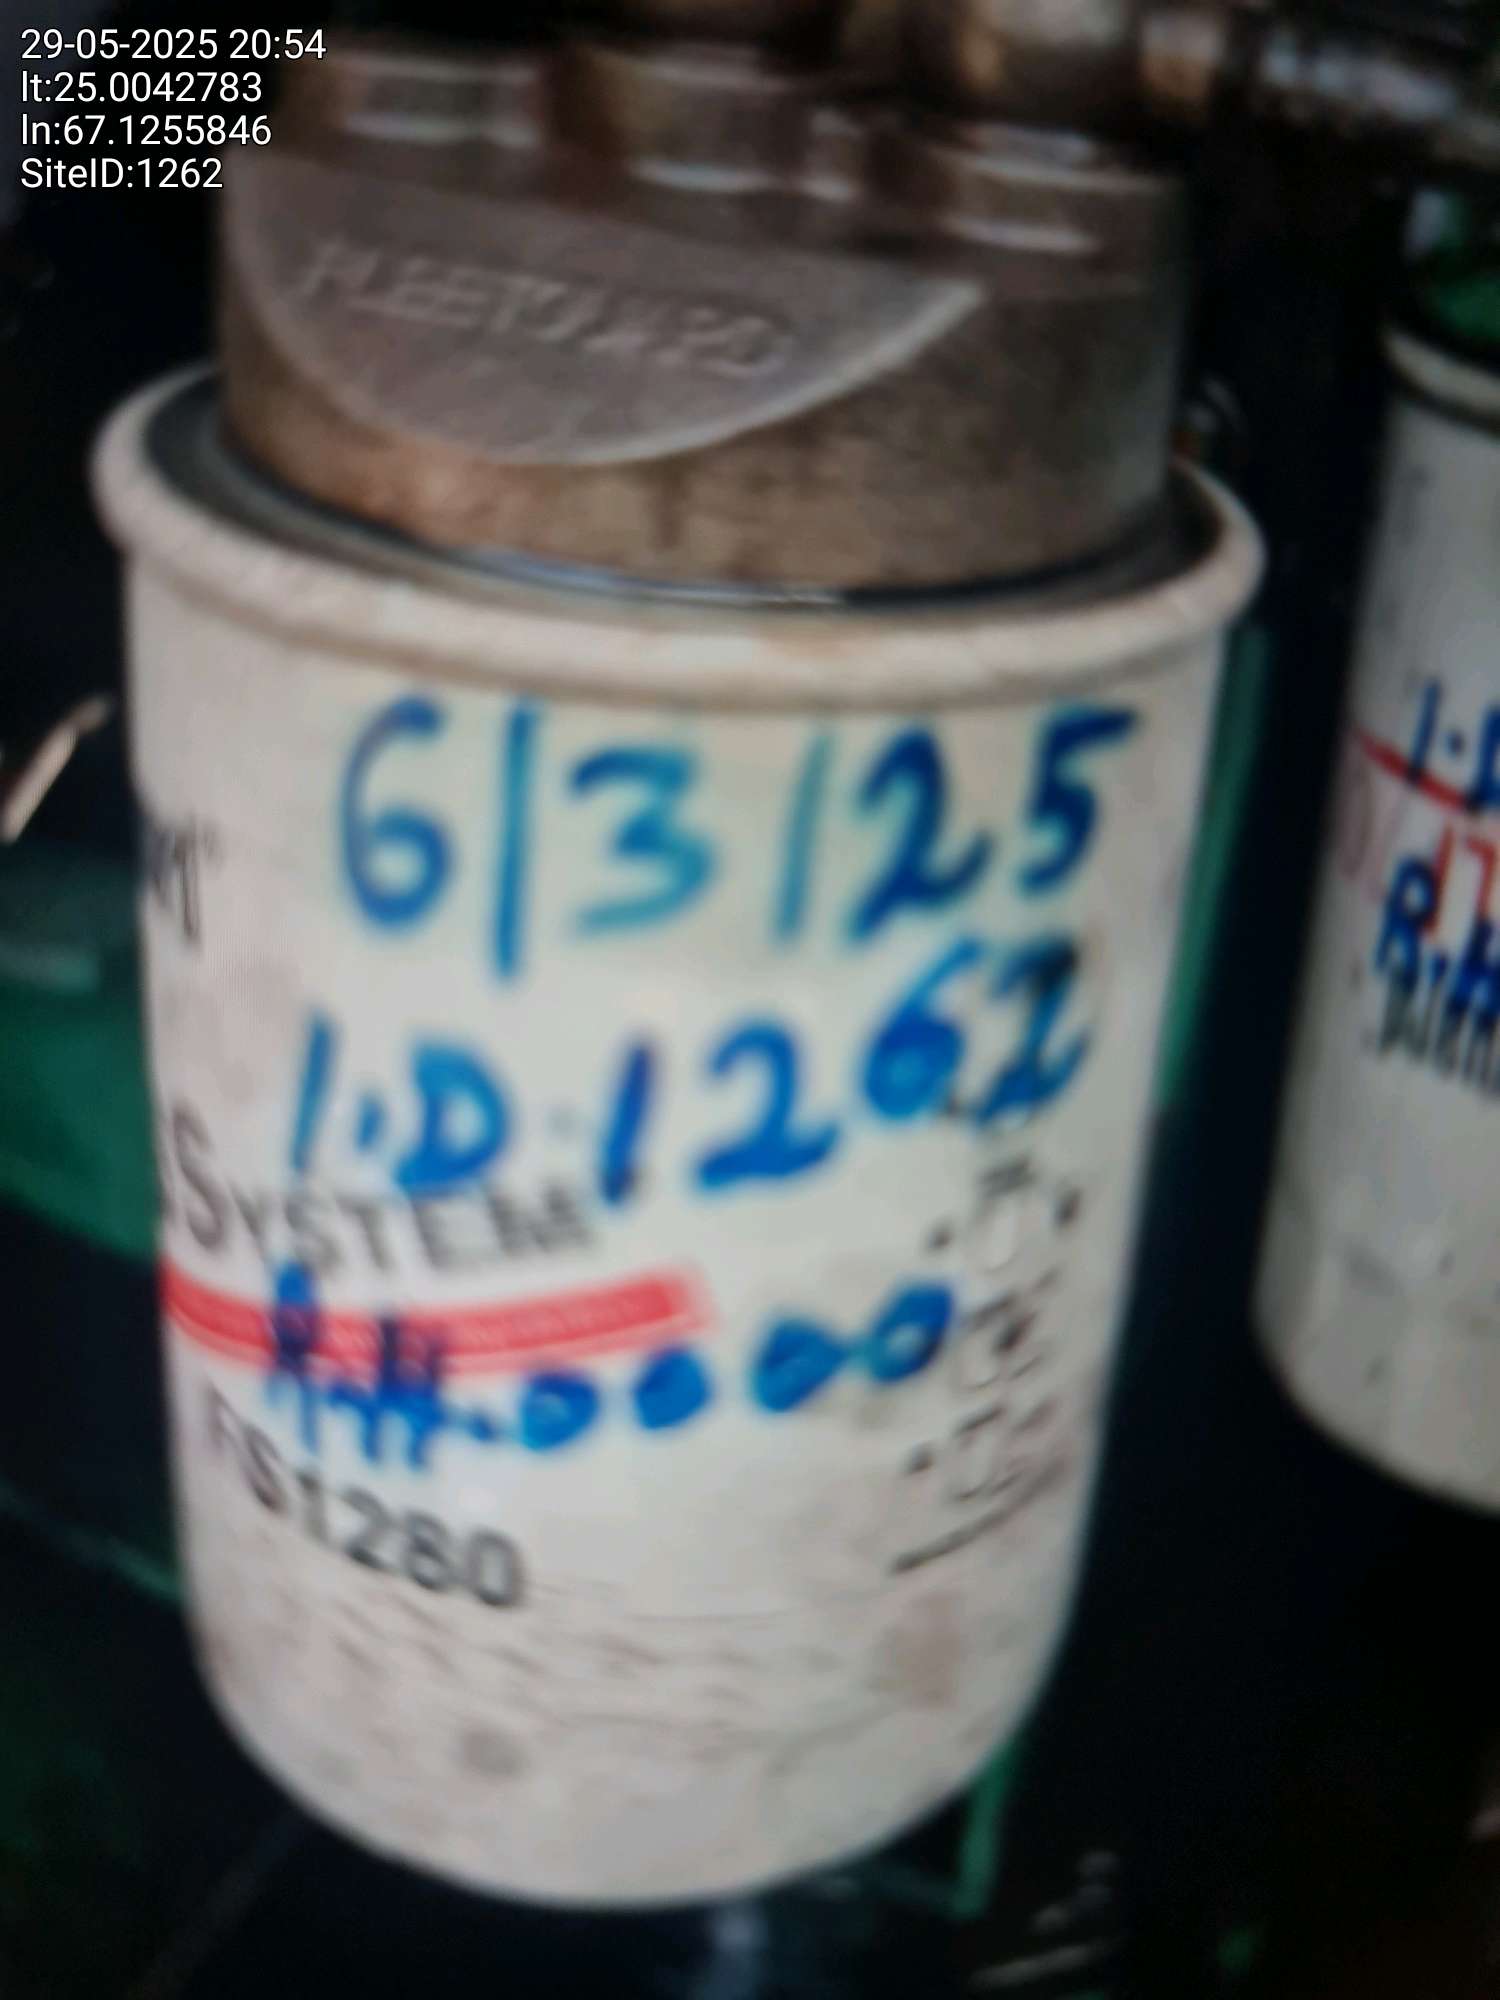 29-05-2025 20:54
lt:25.0042783
ln:67.1255846
SiteID:1262
FLEETGUARD
6/3/25
I.D. 1262
SYSTEM
R.H.0000
FS1280
I.D
R.H